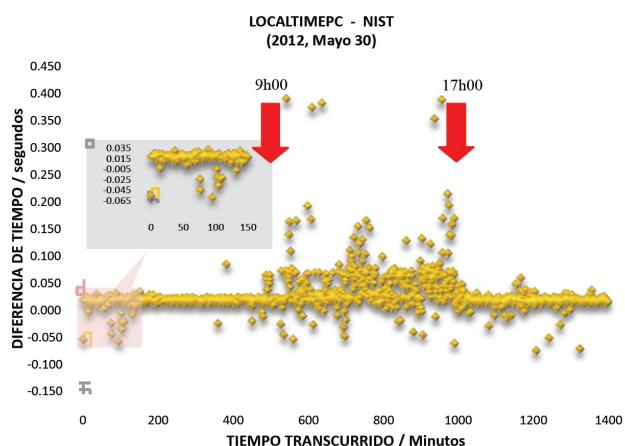 LOCALTIMEPC - NIST
(2012, Mayo 30)
DIFERENCIA DE TIEMPO / segundos
0.450
0.400
0.350
0.300
0.250
0.200
0.150
0.100
0.050
0.000
-0.050
-0.100
-0.150
9h00
17h00
0.035
0.015
-0.005
-0.025
-0.045
-0.065
0 50 100 150
0 200 400 600 800 1000 1200 1400
TIEMPO TRANSCURRIDO / Minutos